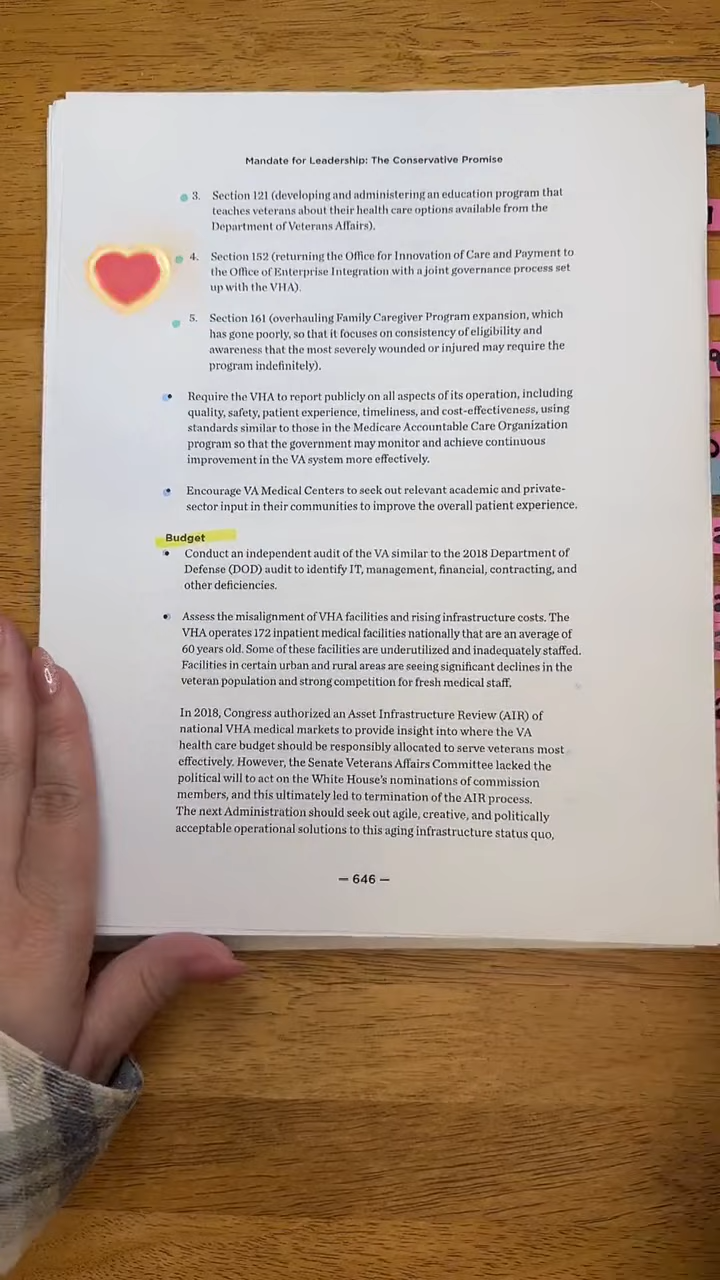 Mandate for Leadership: The Conservative Promise
3. Section 121 (developing and administering an education program that
teaches veterans about their health care options available from the
Department of Veterans Affairs).
4. Section 152 (returning the Office for Innovation of Care and Payment to
the Office of Enterprise Integration with a joint governance process set
up with the VHA).
5. Section 161 (overhauling Family Caregiver Program expansion, which
has gone poorly, so that it focuses on consistency of eligibility and
awareness that the most severely wounded or injured may require the
program indefinitely).
• Require the VHA to report publicly on all aspects of its operation, including
quality, safety, patient experience, timeliness, and cost-effectiveness, using
standards similar to those in the Medicare Accountable Care Organization
program so that the government may monitor and achieve continuous
improvement in the VA system more effectively.
• Encourage VA Medical Centers to seek out relevant academic and private-
sector input in their communities to improve the overall patient experience.
Budget
• Conduct an independent audit of the VA similar to the 2018 Department of
Defense (DOD) audit to identify IT, management, financial, contracting, and
other deficiencies.
• Assess the misalignment of VHA facilities and rising infrastructure costs. The
VHA operates 172 inpatient medical facilities nationally that are an average of
60 years old. Some of these facilities are underutilized and inadequately staffed.
Facilities in certain urban and rural areas are seeing significant declines in the
veteran population and strong competition for fresh medical staff.
In 2018, Congress authorized an Asset Infrastructure Review (AIR) of
national VHA medical markets to provide insight into where the VA
health care budget should be responsibly allocated to serve veterans most
effectively. However, the Senate Veterans Affairs Committee lacked the
political will to act on the White House's nominations of commission
members, and this ultimately led to termination of the AIR process.
The next Administration should seek out agile, creative, and politically
acceptable operational solutions to this aging infrastructure status quo,
— 646 —